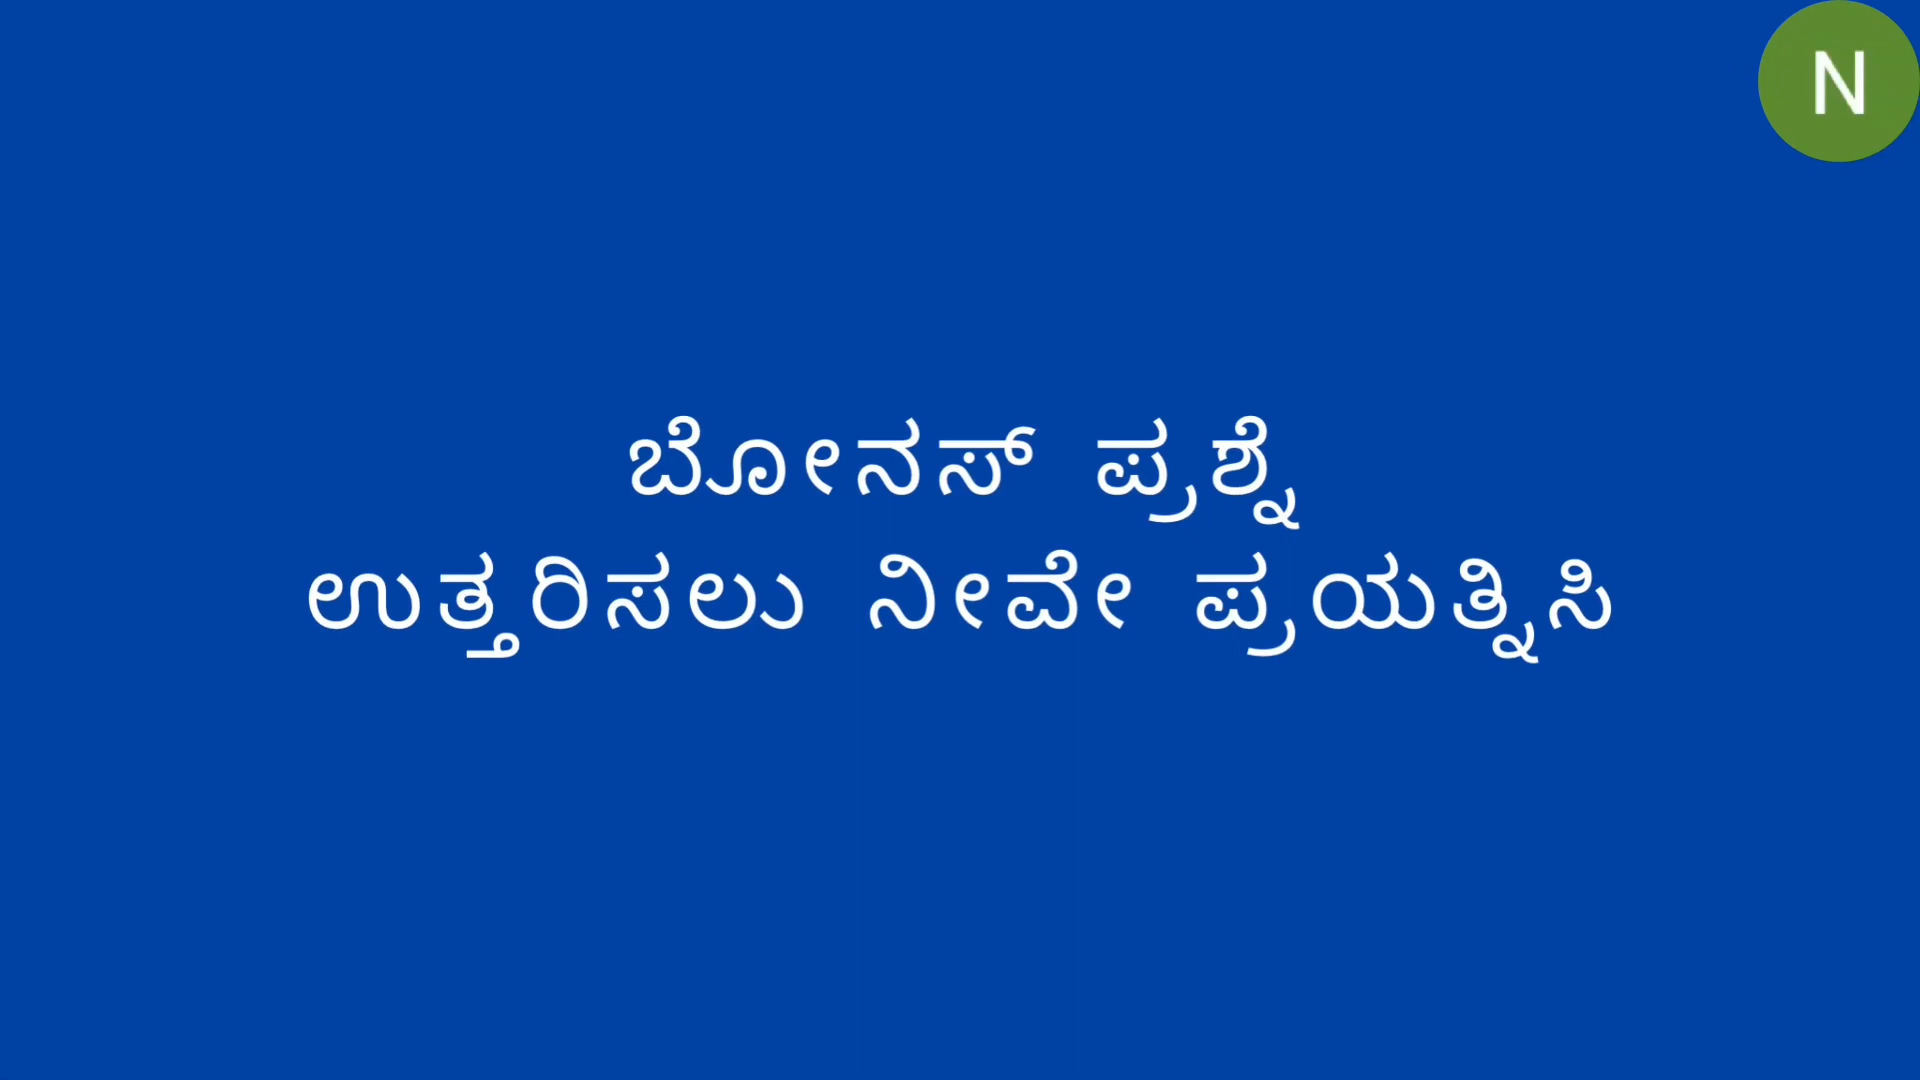 N
ಬೋನಸ್ ಪ್ರಶ್ನೆ
ಉತ್ತರಿಸಲು ನೀವೇ ಪ್ರಯತ್ನಿಸಿ